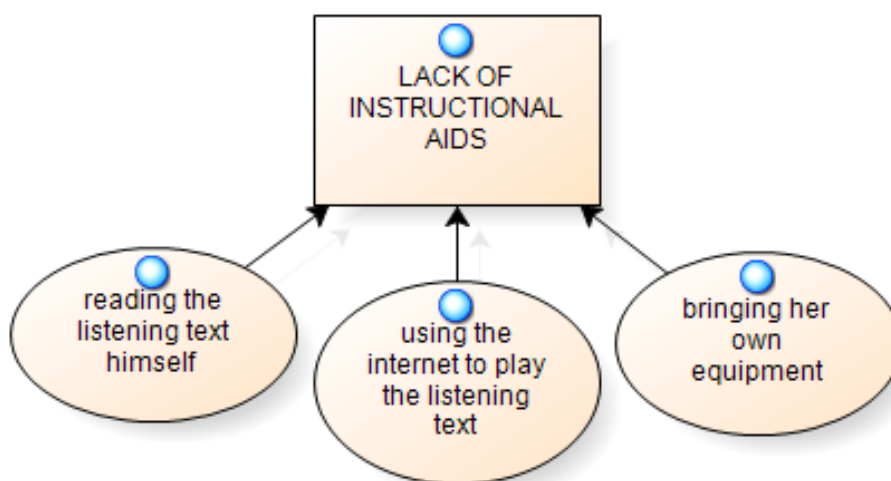 LACK OF
INSTRUCTIONAL
AIDS
reading the
listening text
himself
using the
internet to play
the listening
text
bringing her
own
equipment